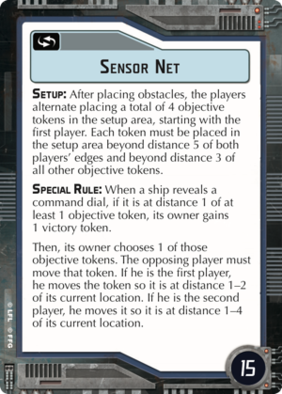 SENSOR NET
SETUP: After placing obstacles, the players
alternate placing a total of 4 objective
tokens in the setup area, starting with the
first player. Each token must be placed in
the setup area beyond distance 5 of both
players' edges and beyond distance 3 of
all other objective tokens.
SPECIAL RULE: When a ship reveals a
command dial, if it is at distance 1 of at
least 1 objective token, its owner gains
1 victory token.
Then, its owner chooses 1 of those
objective tokens. The opposing player must
move that token. If he is the first player,
he moves the token so it is at distance 1–2
of its current location. If he is the second
player, he moves it so it is at distance 1–4
of its current location.
© LFL © FFG
15